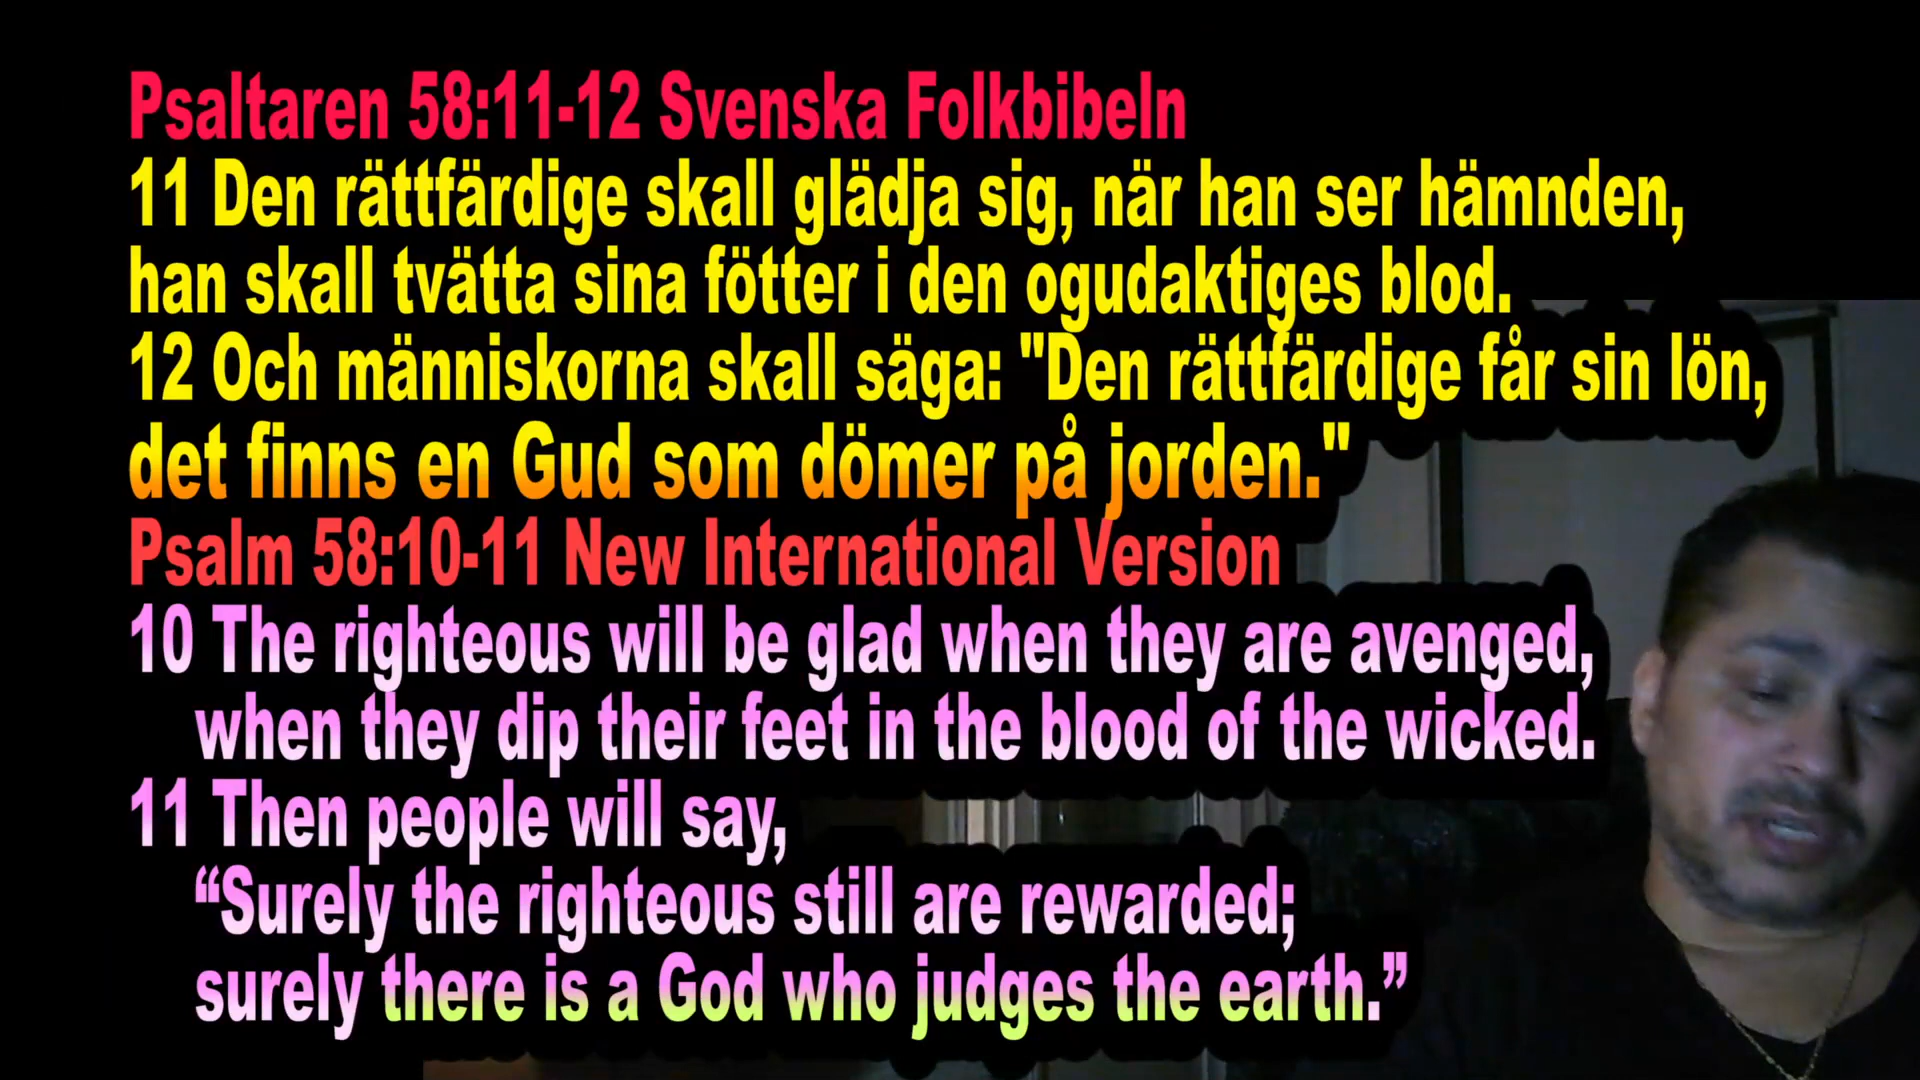 Psaltaren 58:11-12 Svenska Folkbibeln
11 Den rättfärdige skall glädja sig, när han ser hämnden,
han skall tvätta sina fötter i den ogudaktiges blod.
12 Och människorna skall säga: "Den rättfärdige får sin lön,
det finns en Gud som dömer på jorden."
Psalm 58:10-11 New International Version
10 The righteous will be glad when they are avenged,
when they dip their feet in the blood of the wicked.
11 Then people will say,
“Surely the righteous still are rewarded;
surely there is a God who judges the earth.”